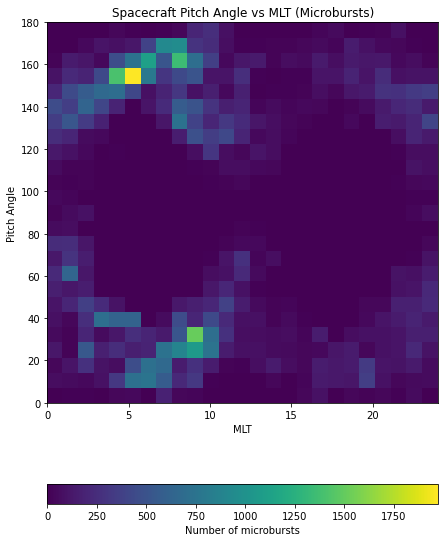 Spacecraft Pitch Angle vs MLT (Microbursts)
180
160
140
120
100
80
60
40
20
0
Pitch Angle
0 5 10 15 20
MLT
0 250 500 750 1000 1250 1500 1750
Number of microbursts